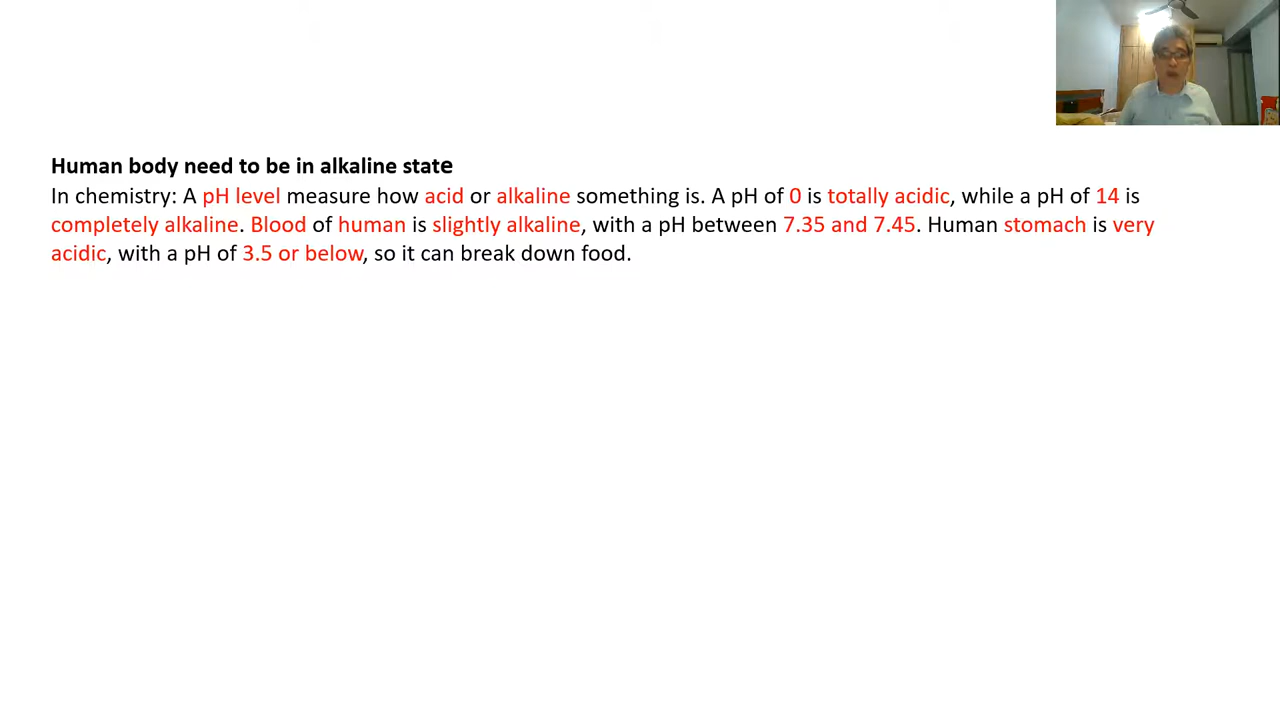 Human body need to be in alkaline state
In chemistry: A pH level measure how acid or alkaline something is. A pH of 0 is totally acidic, while a pH of 14 is
completely alkaline. Blood of human is slightly alkaline, with a pH between 7.35 and 7.45. Human stomach is very
acidic, with a pH of 3.5 or below, so it can break down food.